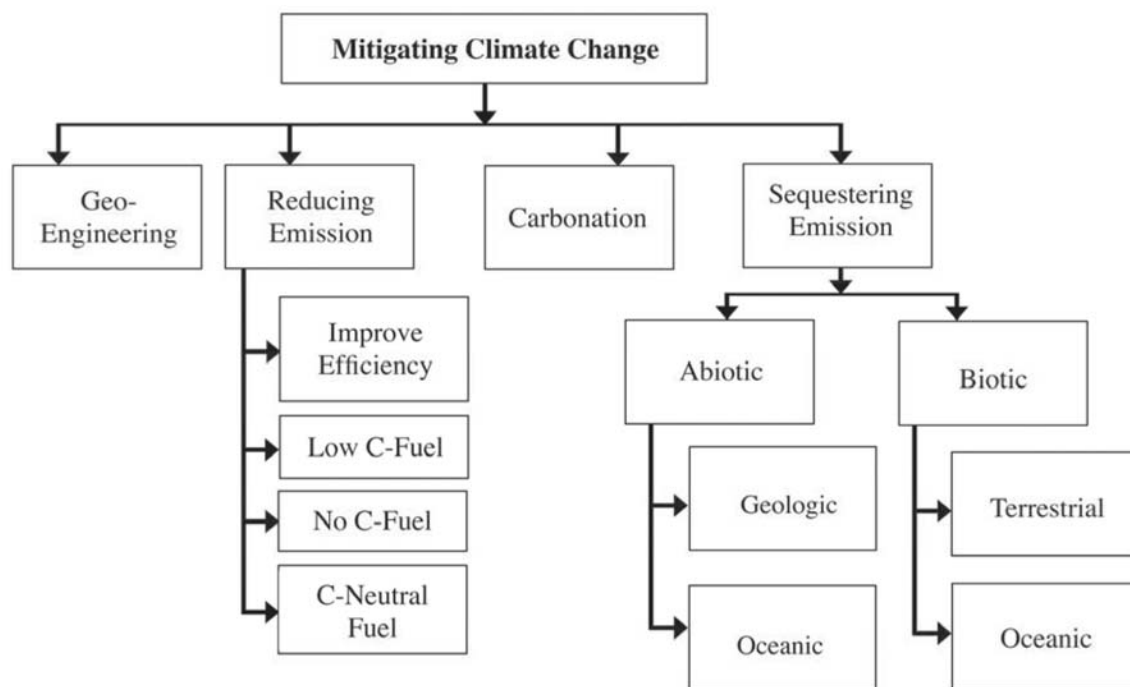 Mitigating Climate Change
Geo-
Engineering
Reducing
Emission
Carbonation
Sequestering
Emission
Improve
Efficiency
Low C-Fuel
No C-Fuel
C-Neutral
Fuel
Abiotic
Biotic
Geologic
Oceanic
Terrestrial
Oceanic